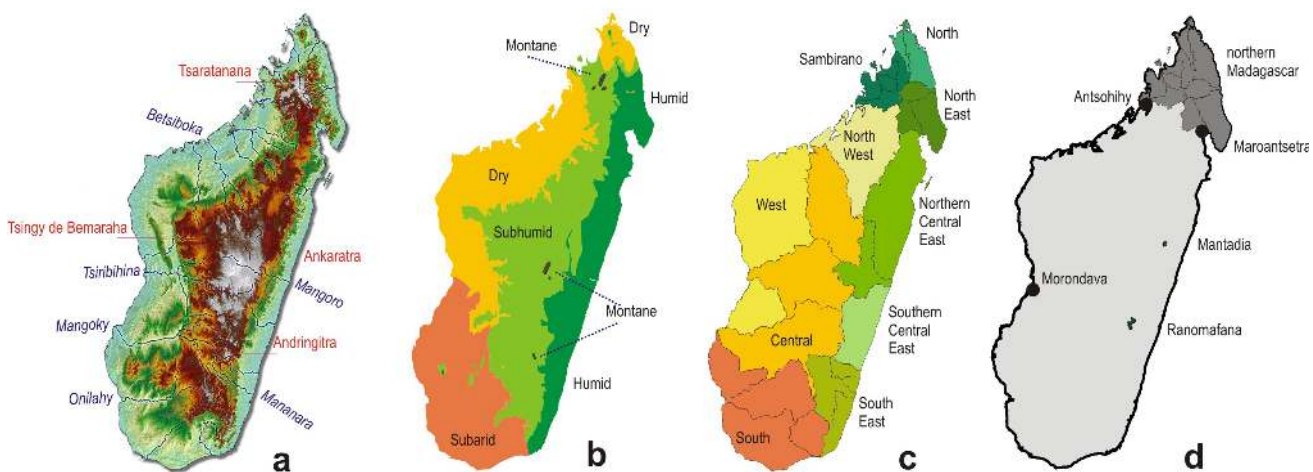 Tsaratanana
Betsiboka
Tsingy de Bemaraha
Tsiribihina
Ankaratra
Mangoro
Mangoky
Andringitra
Onilahy
Mananara
a
Dry
Montane
Humid
Dry
Subhumid
Montane
Humid
Subarid
b
North
Sambirano
North
East
North
West
West
Northern
Central
East
Southern
Central
East
Central
South
East
South
c
northern
Madagascar
Antsohihy
Maroantsetra
Mantadia
Morondava
Ranomafana
d